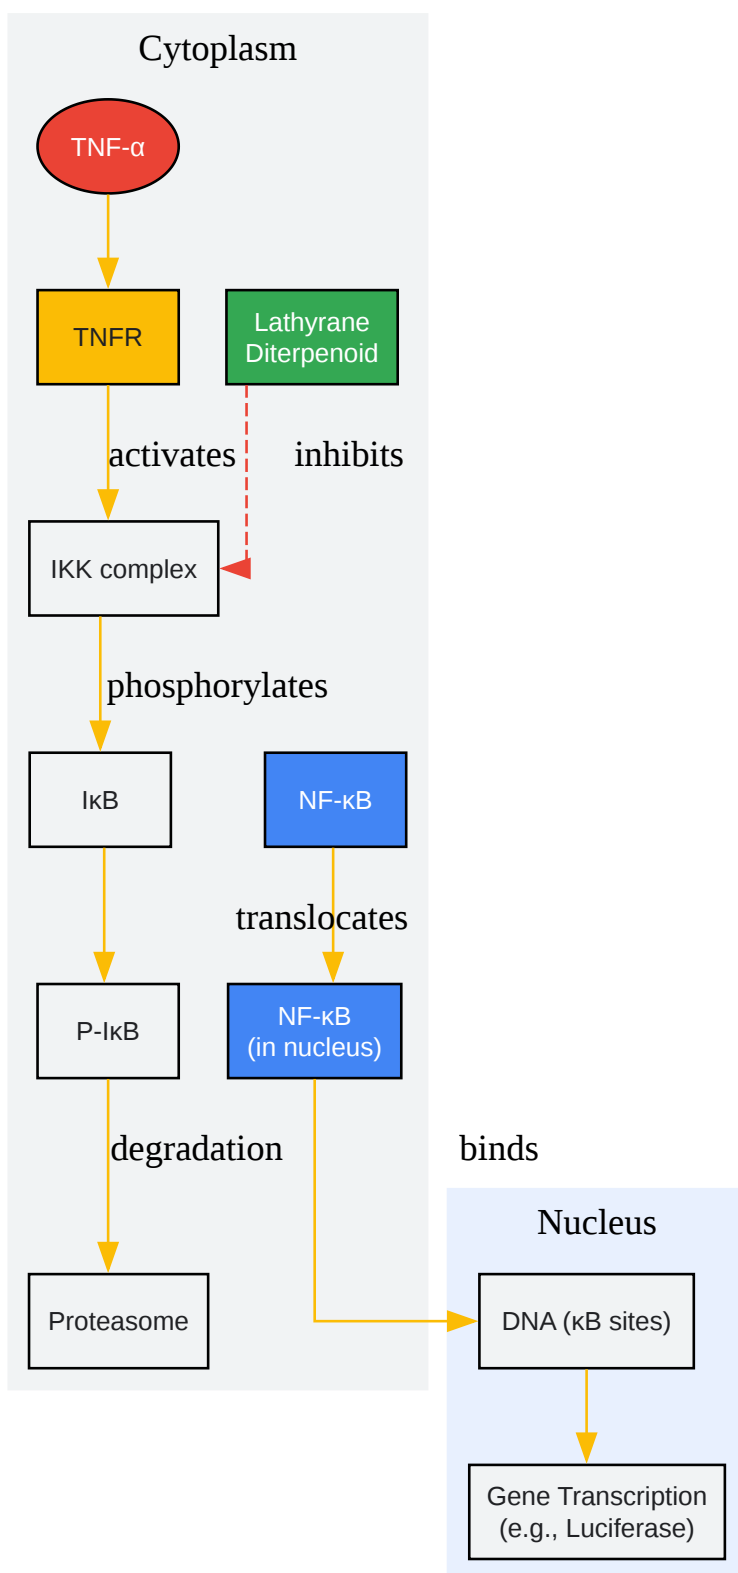 Cytoplasm
TNF-α
TNFR
Lathyrane
Diterpenoid
activates
inhibits
IKK complex
phosphorylates
IκB
NF-κB
translocates
P-IκB
NF-κB
(in nucleus)
degradation
binds
Nucleus
Proteasome
DNA (κB sites)
Gene Transcription
(e.g., Luciferase)